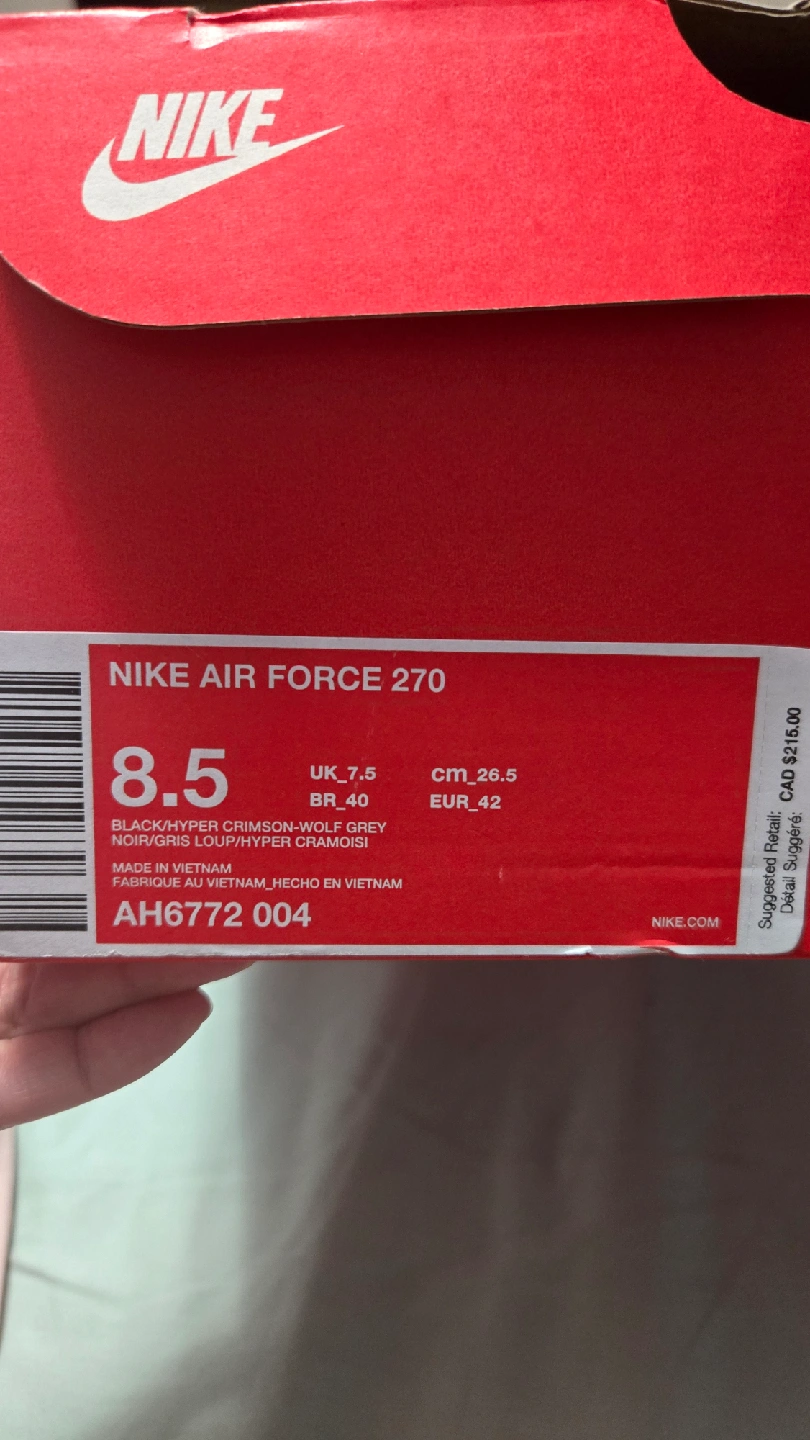 NIKE
NIKE AIR FORCE 270
8.5
UK_7.5 cm_26.5
BR_40 EUR_42
BLACK/HYPER CRIMSON-WOLF GREY
NOIR/GRIS LOUP/HYPER CRAMOISI
MADE IN VIETNAM
FABRIQUE AU VIETNAM_HECHO EN VIETNAM
AH6772 004
NIKE.COM
Suggested Retail: CAD $215.00
Détail Suggéré: